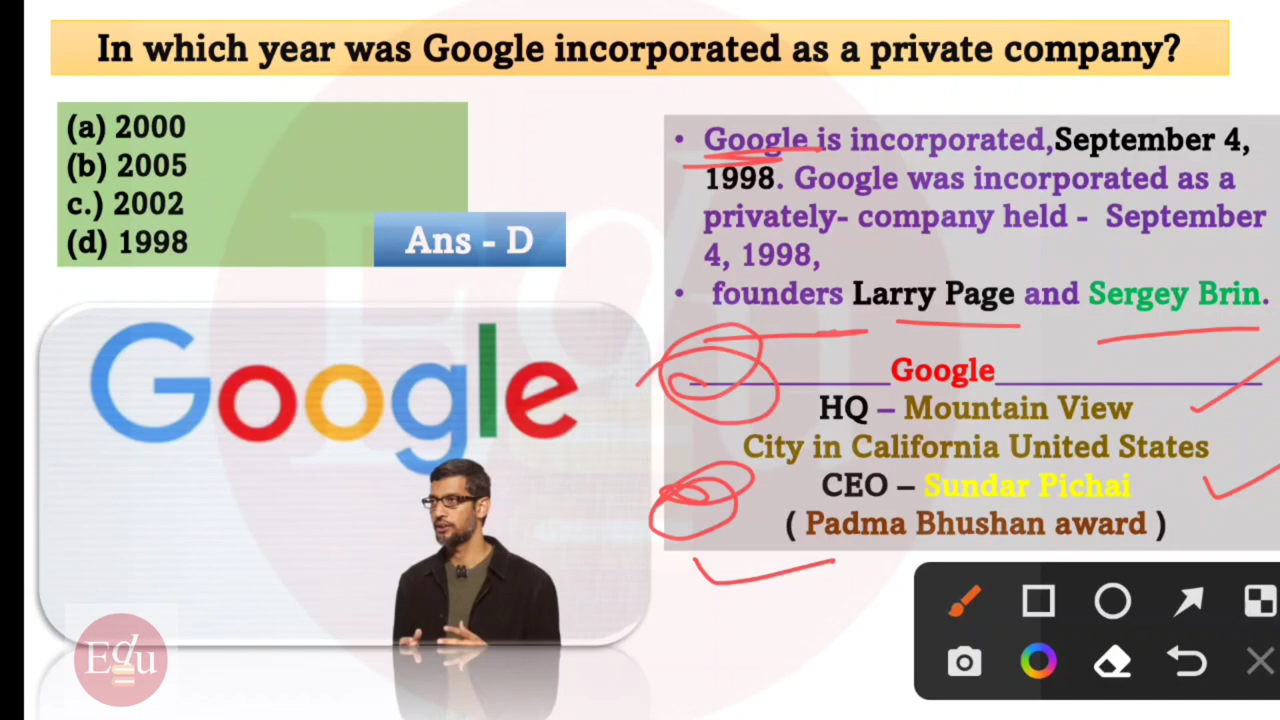 In which year was Google incorporated as a private company?
(a) 2000
(b) 2005
c.) 2002
(d) 1998
Ans - D
• Google is incorporated,September 4,
1998. Google was incorporated as a
privately- company held - September
4, 1998,
• founders Larry Page and Sergey Brin.
Google
HQ – Mountain View
City in California United States
CEO – Sundar Pichai
( Padma Bhushan award )
Google
Edu